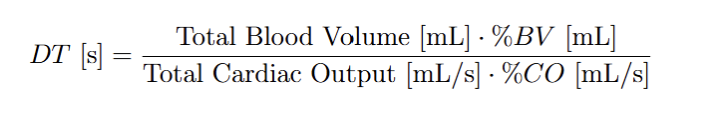 DT [s] = Total Blood Volume [mL] · %BV [mL]
Total Cardiac Output [mL/s] · %CO [mL/s]